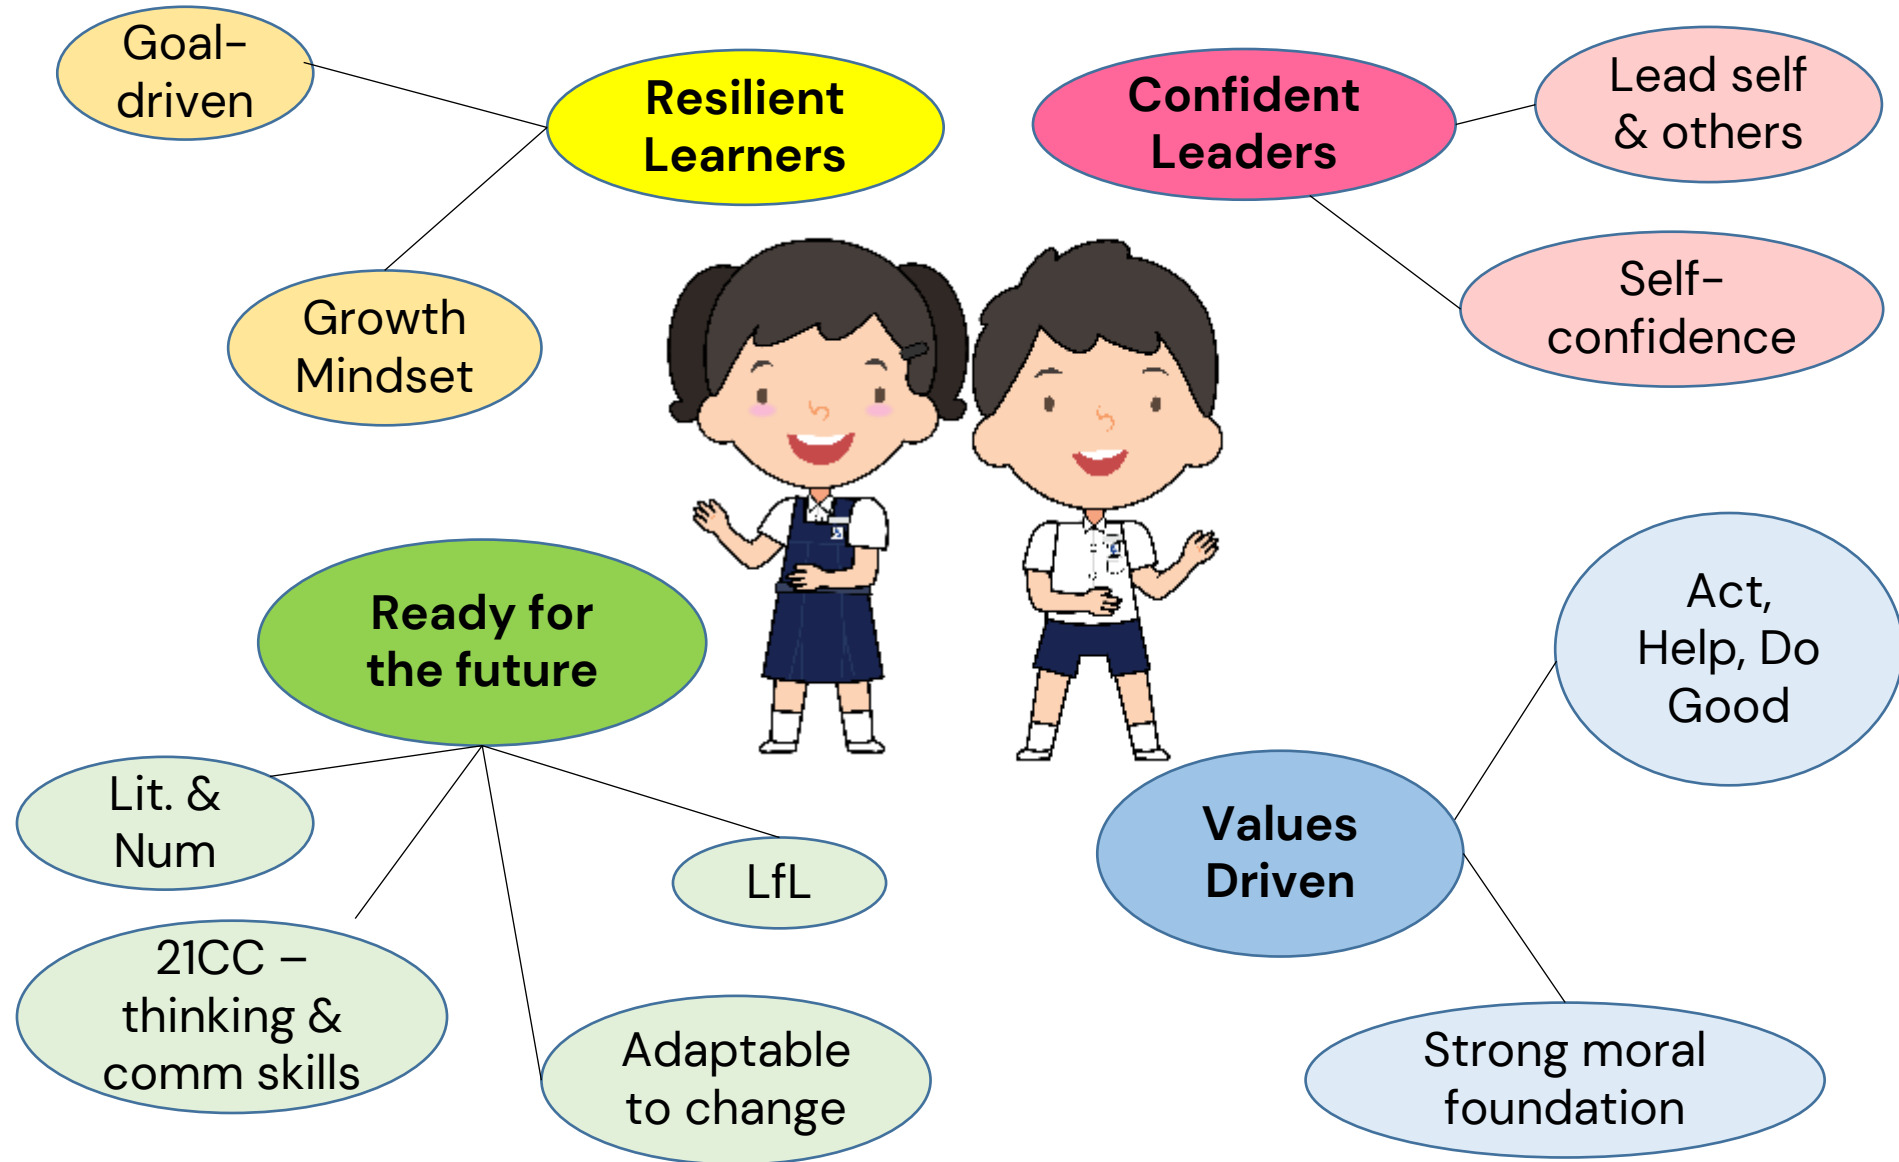 Goal-
driven
Resilient
Learners
Growth
Mindset
Confident
Leaders
Lead self
& others
Self-
confidence
Ready for
the future
Lit. &
Num
21CC –
thinking &
comm skills
LfL
Adaptable
to change
Values
Driven
Act,
Help, Do
Good
Strong moral
foundation